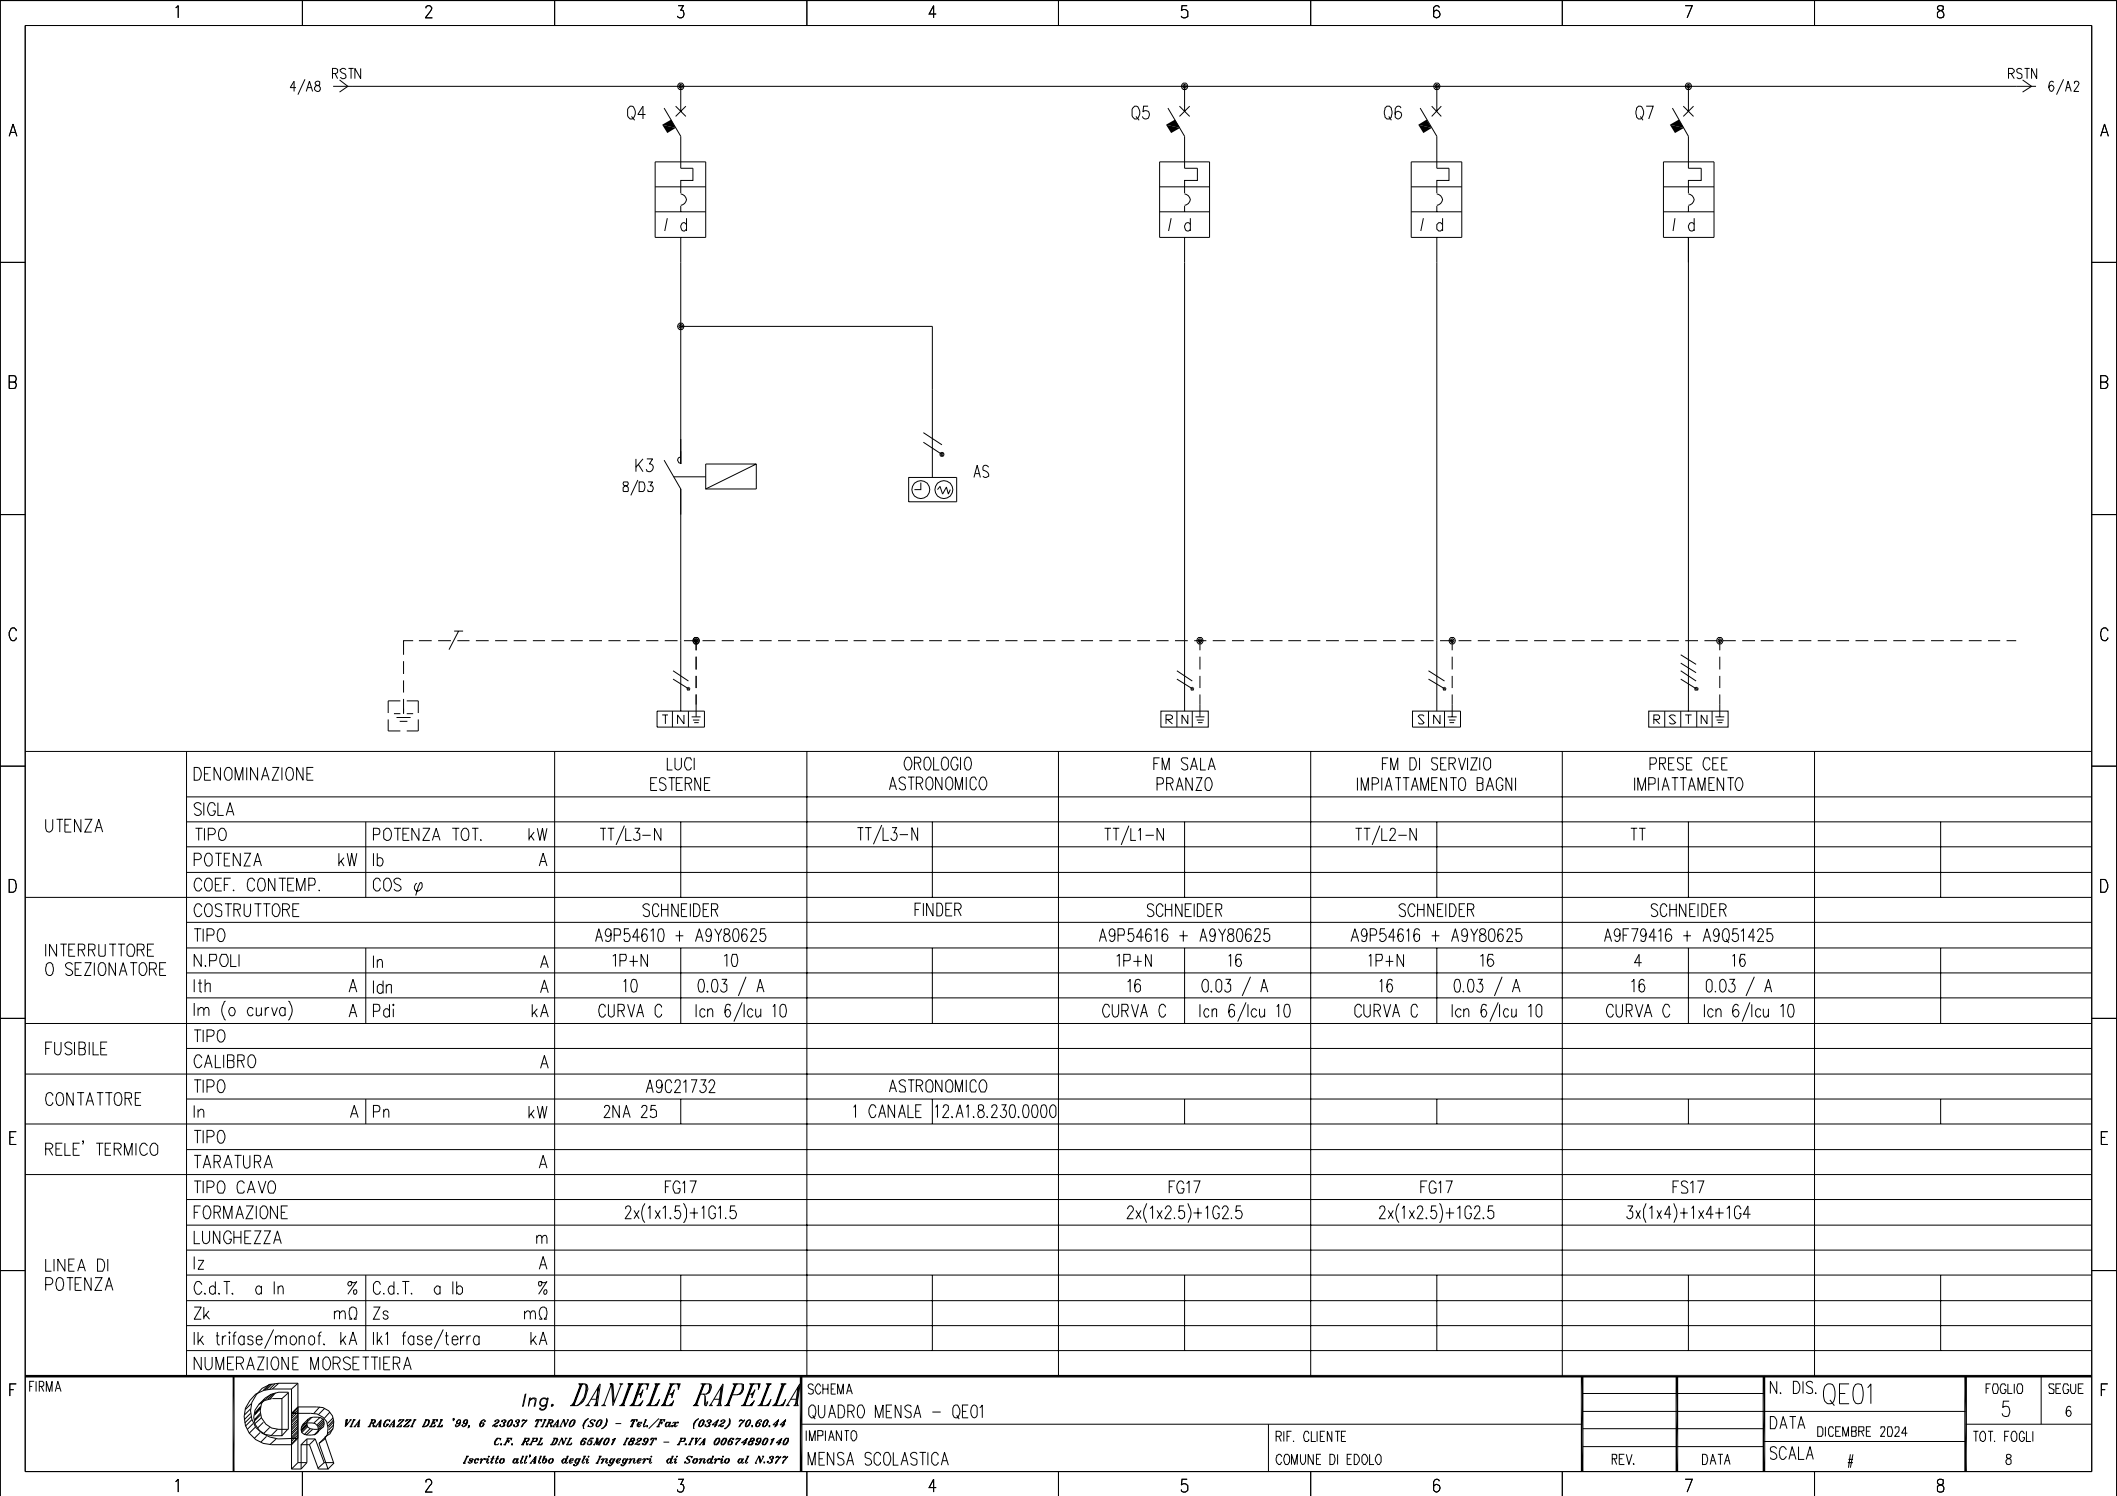 1 2 3 4 5 6 7 8
RSTN RSTN
4/A8 6/A2
Q4 Q5 Q6 Q7
A A
I d I d I d I d
B B
K3 AS
8/D3
C C
T N R N S N R S T N
UTENZA
DENOMINAZIONE LUCI ESTERNE OROLOGIO ASTRONOMICO FM SALA PRANZO FM DI SERVIZIO IMPIATTAMENTO BAGNI PRESE CEE IMPIATTAMENTO
SIGLA
TIPO POTENZA TOT. kW TT/L3-N TT/L3-N TT/L1-N TT/L2-N TT
POTENZA kW Ib A
D D
COEF. CONTEMP. COS φ
INTERRUTTORE
O SEZIONATORE
COSTRUTTORE SCHNEIDER FINDER SCHNEIDER SCHNEIDER SCHNEIDER
TIPO A9P54610 + A9Y80625 A9P54616 + A9Y80625 A9P54616 + A9Y80625 A9F79416 + A9Q51425
N.POLI In A 1P+N 10 1P+N 16 1P+N 16 4 16
Ith A Idn A 10 0.03 / A 16 0.03 / A 16 0.03 / A 16 0.03 / A
Im (o curva) A Pdi kA CURVA C Icn 6/Icu 10 CURVA C Icn 6/Icu 10 CURVA C Icn 6/Icu 10 CURVA C Icn 6/Icu 10
FUSIBILE
TIPO
CALIBRO A
CONTATTORE
TIPO A9C21732 ASTRONOMICO
In A Pn kW 2NA 25 1 CANALE 12.A1.8.230.0000
E E
RELE' TERMICO
TIPO
TARATURA A
LINEA DI
POTENZA
TIPO CAVO FG17 FG17 FG17 FS17
FORMAZIONE 2x(1x1.5)+1G1.5 2x(1x2.5)+1G2.5 2x(1x2.5)+1G2.5 3x(1x4)+1x4+1G4
LUNGHEZZA m
Iz A
C.d.T. a In % C.d.T. a Ib %
Zk mΩ Zs mΩ
Ik trifase/monof. kA Ik1 fase/terra kA
NUMERAZIONE MORSETTIERA
F F
FIRMA
DR
Ing. DANIELE RAPELLA
VIA RAGAZZI DEL '99, 6 23037 TIRANO (SO) - Tel./Fax (0342) 70.60.44
C.F. RPL DNL 65M01 I829T - P.IVA 00674890140
Iscritto all'Albo degli Ingegneri di Sondrio al N.377
SCHEMA
QUADRO MENSA - QE01
IMPIANTO
MENSA SCOLASTICA
RIF. CLIENTE
COMUNE DI EDOLO
REV. DATA
N. DIS. QE01
DATA DICEMBRE 2024
SCALA #
FOGLIO
5
SEGUE
6
TOT. FOGLI
8
1 2 3 4 5 6 7 8